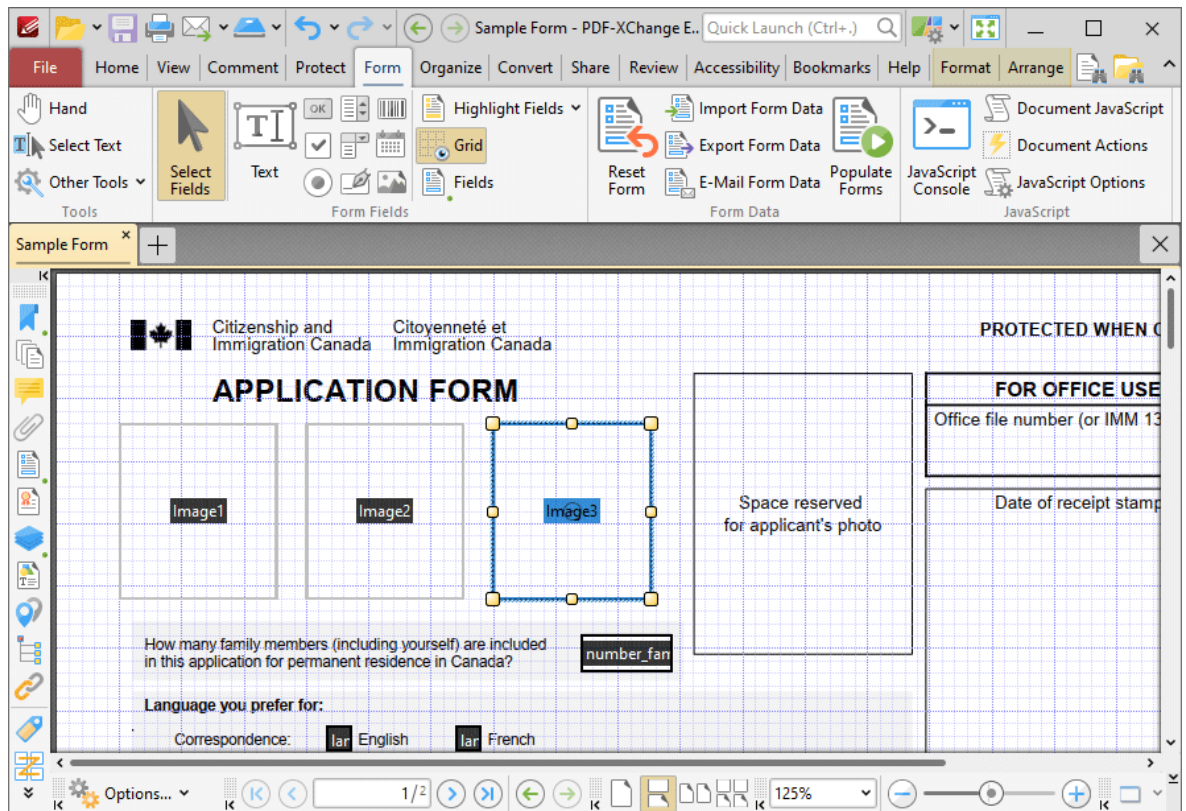 Sample Form - PDF-XChange E..
Quick Launch (Ctrl+.)
File Home View Comment Protect Form Organize Convert Share Review Accessibility Bookmarks Help Format Arrange
Hand
Select Text
Other Tools
Tools
Select Fields
Text
OK
Highlight Fields
Grid
Fields
Form Fields
Reset Form
Import Form Data
Export Form Data
E-Mail Form Data
Populate Forms
Form Data
JavaScript Console
Document JavaScript
Document Actions
JavaScript Options
JavaScript
Sample Form
Citizenship and
Immigration Canada
Citoyenneté et
Immigration Canada
PROTECTED WHEN C
APPLICATION FORM
FOR OFFICE USE
Office file number (or IMM 13
Image1
Image2
Image3
Space reserved
for applicant's photo
Date of receipt stamp
How many family members (including yourself) are included
in this application for permanent residence in Canada?
number_fam
Language you prefer for:
Correspondence: lar English lar French
Options...
1/2
125%